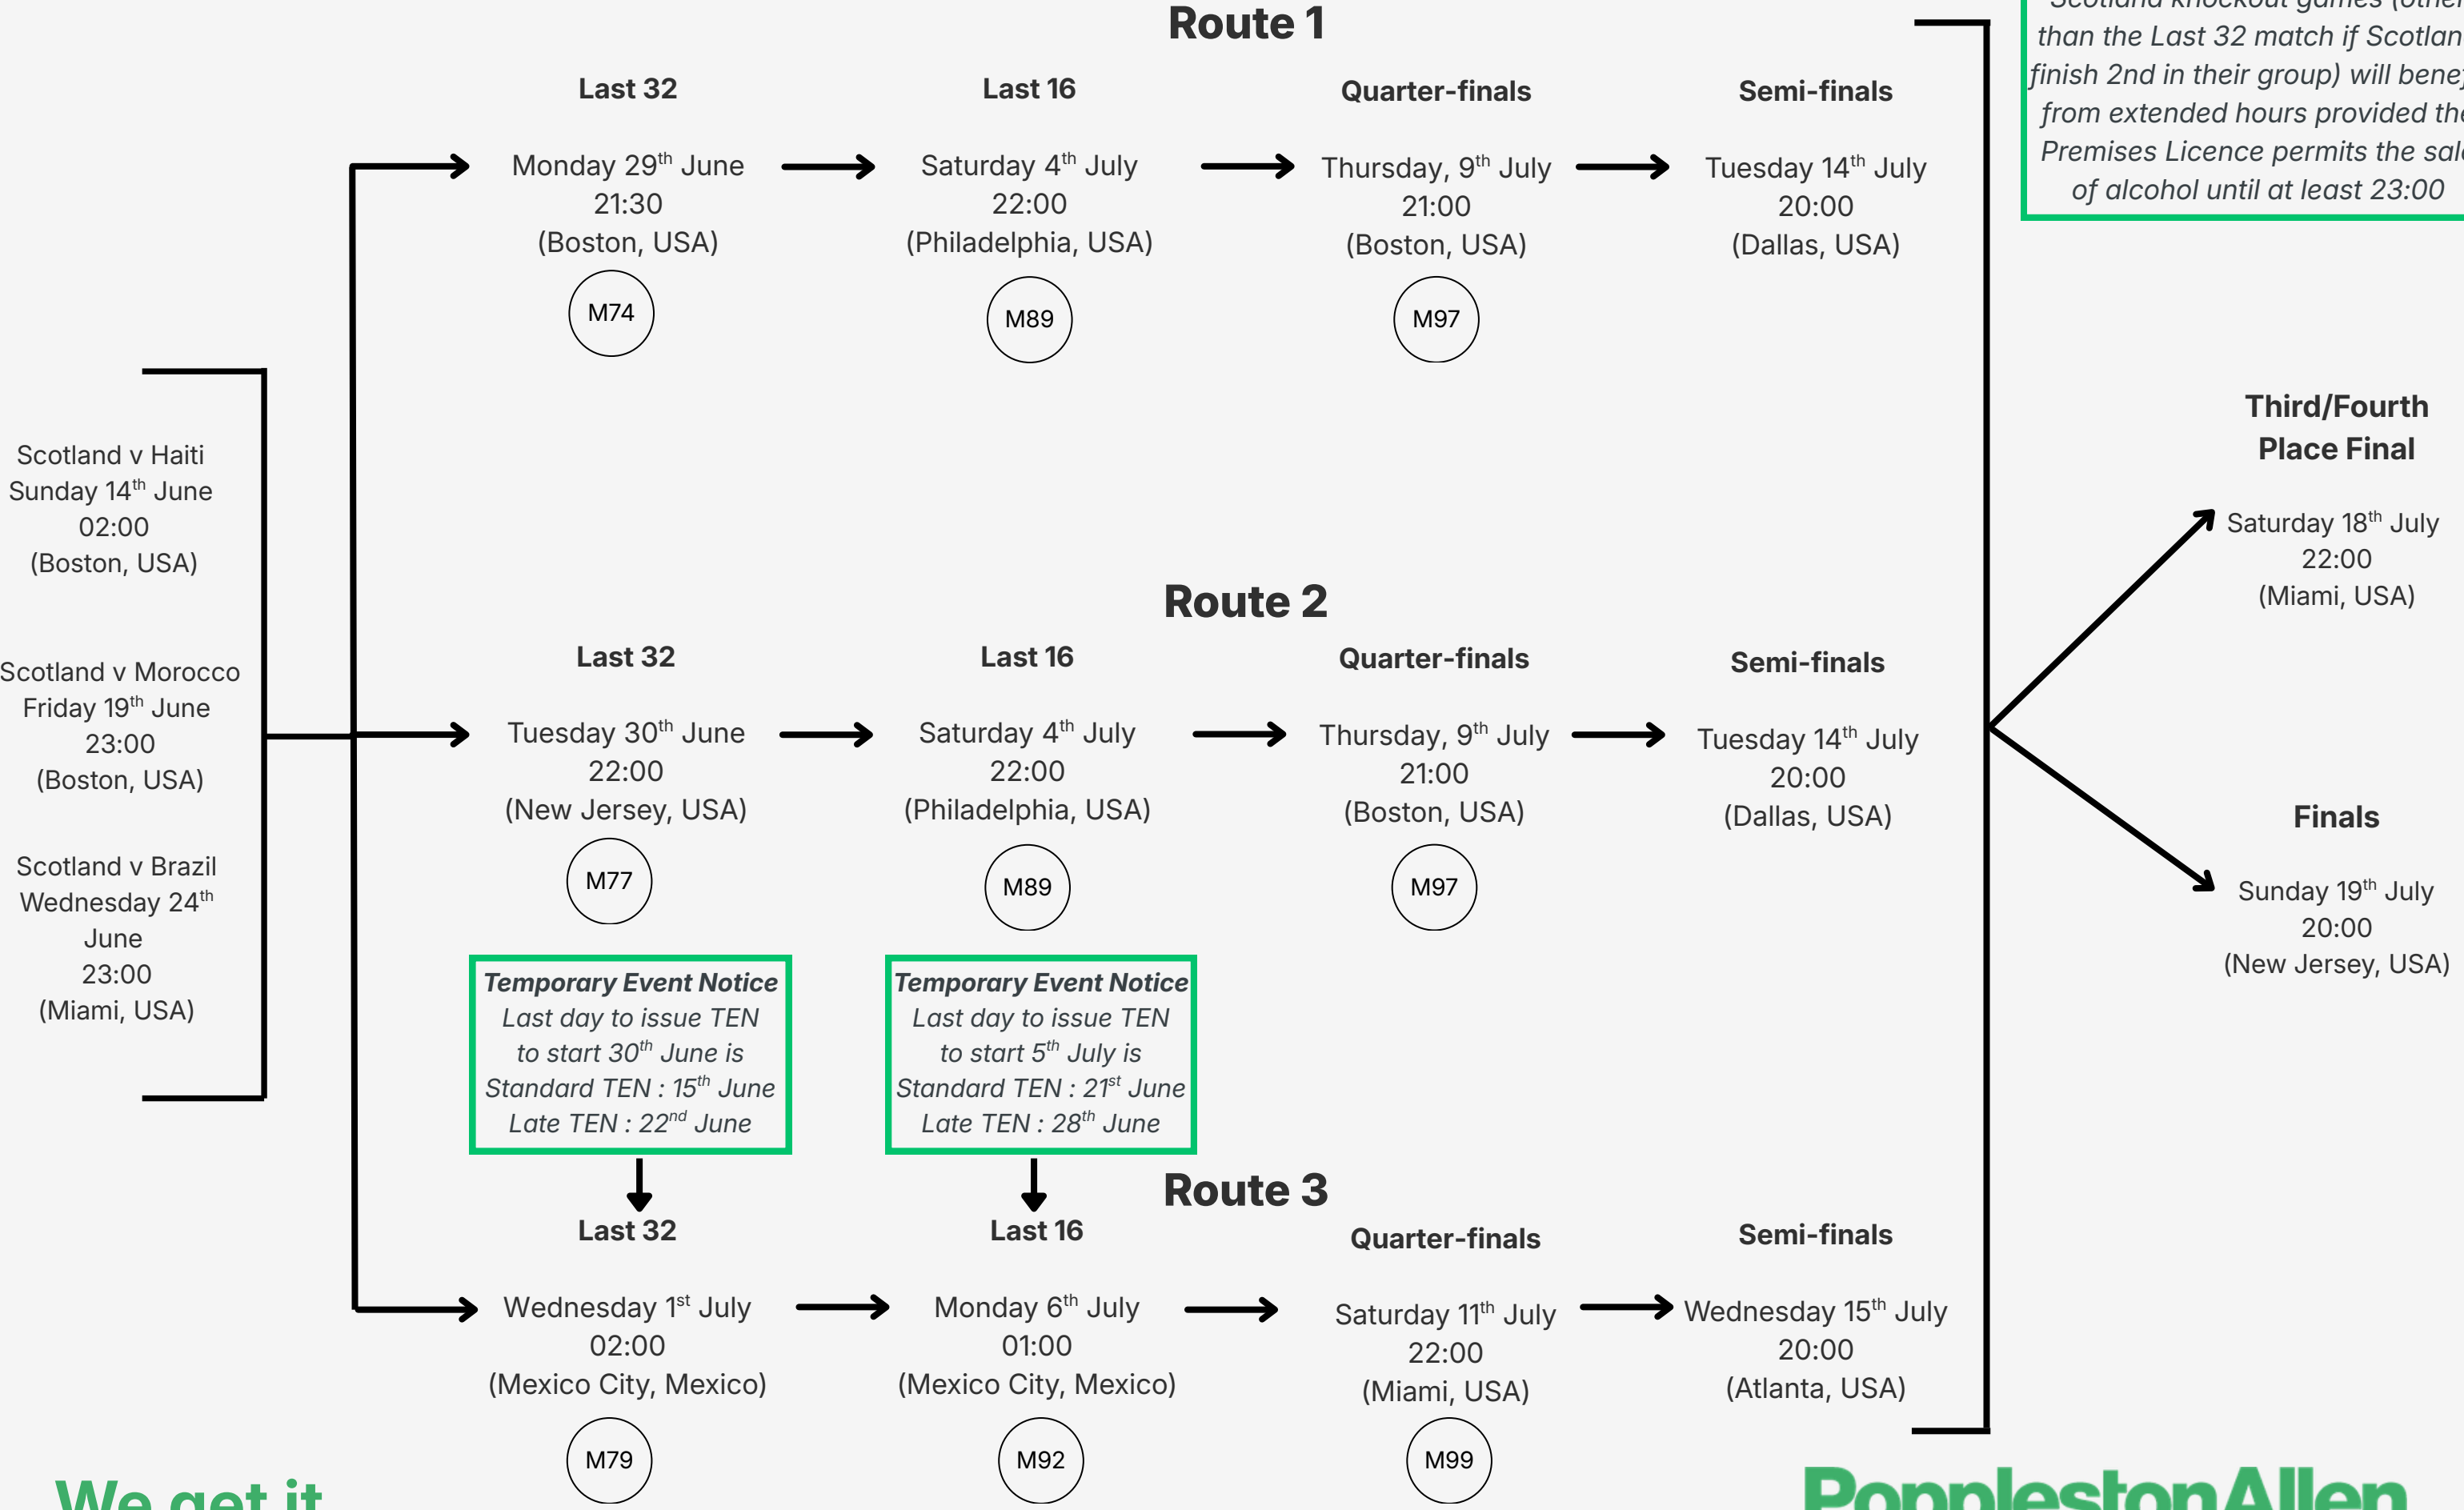 Route 1
Scotland knockout games (other
than the Last 32 match if
finish 2nd in their group) will
from extended hours provided
Premises Licence permits the
of alcohol until at least 23:00
Last 32
Monday 29th June
21:30
(Boston, USA)
M74
Last 16
Saturday 4th July
22:00
(Philadelphia, USA)
M89
Quarter-finals
Thursday, 9th July
21:00
(Boston, USA)
M97
Semi-finals
Tuesday 14th July
20:00
(Dallas, USA)
Scotland v Haiti
Sunday 14th June
02:00
(Boston, USA)
Scotland v Morocco
Friday 19th June
23:00
(Boston, USA)
Scotland v Brazil
Wednesday 24th
June
23:00
(Miami, USA)
Route 2
Last 32
Tuesday 30th June
22:00
(New Jersey, USA)
M77
Last 16
Saturday 4th July
22:00
(Philadelphia, USA)
M89
Quarter-finals
Thursday, 9th July
21:00
(Boston, USA)
M97
Semi-finals
Tuesday 14th July
20:00
(Dallas, USA)
Third/Fourth
Place Final
Saturday 18th July
22:00
(Miami, USA)
Finals
Sunday 19th July
20:00
(New Jersey, USA)
Temporary Event Notice
Last day to issue TEN
to start 30th June is
Standard TEN : 15th June
Late TEN : 22nd June
Temporary Event Notice
Last day to issue TEN
to start 5th July is
Standard TEN : 21st June
Late TEN : 28th June
Route 3
Last 32
Wednesday 1st July
02:00
(Mexico City, Mexico)
M79
Last 16
Monday 6th July
01:00
(Mexico City, Mexico)
M92
Quarter-finals
Saturday 11th July
22:00
(Miami, USA)
M99
Semi-finals
Wednesday 15th July
20:00
(Atlanta, USA)
We get it
PopplestonAllen